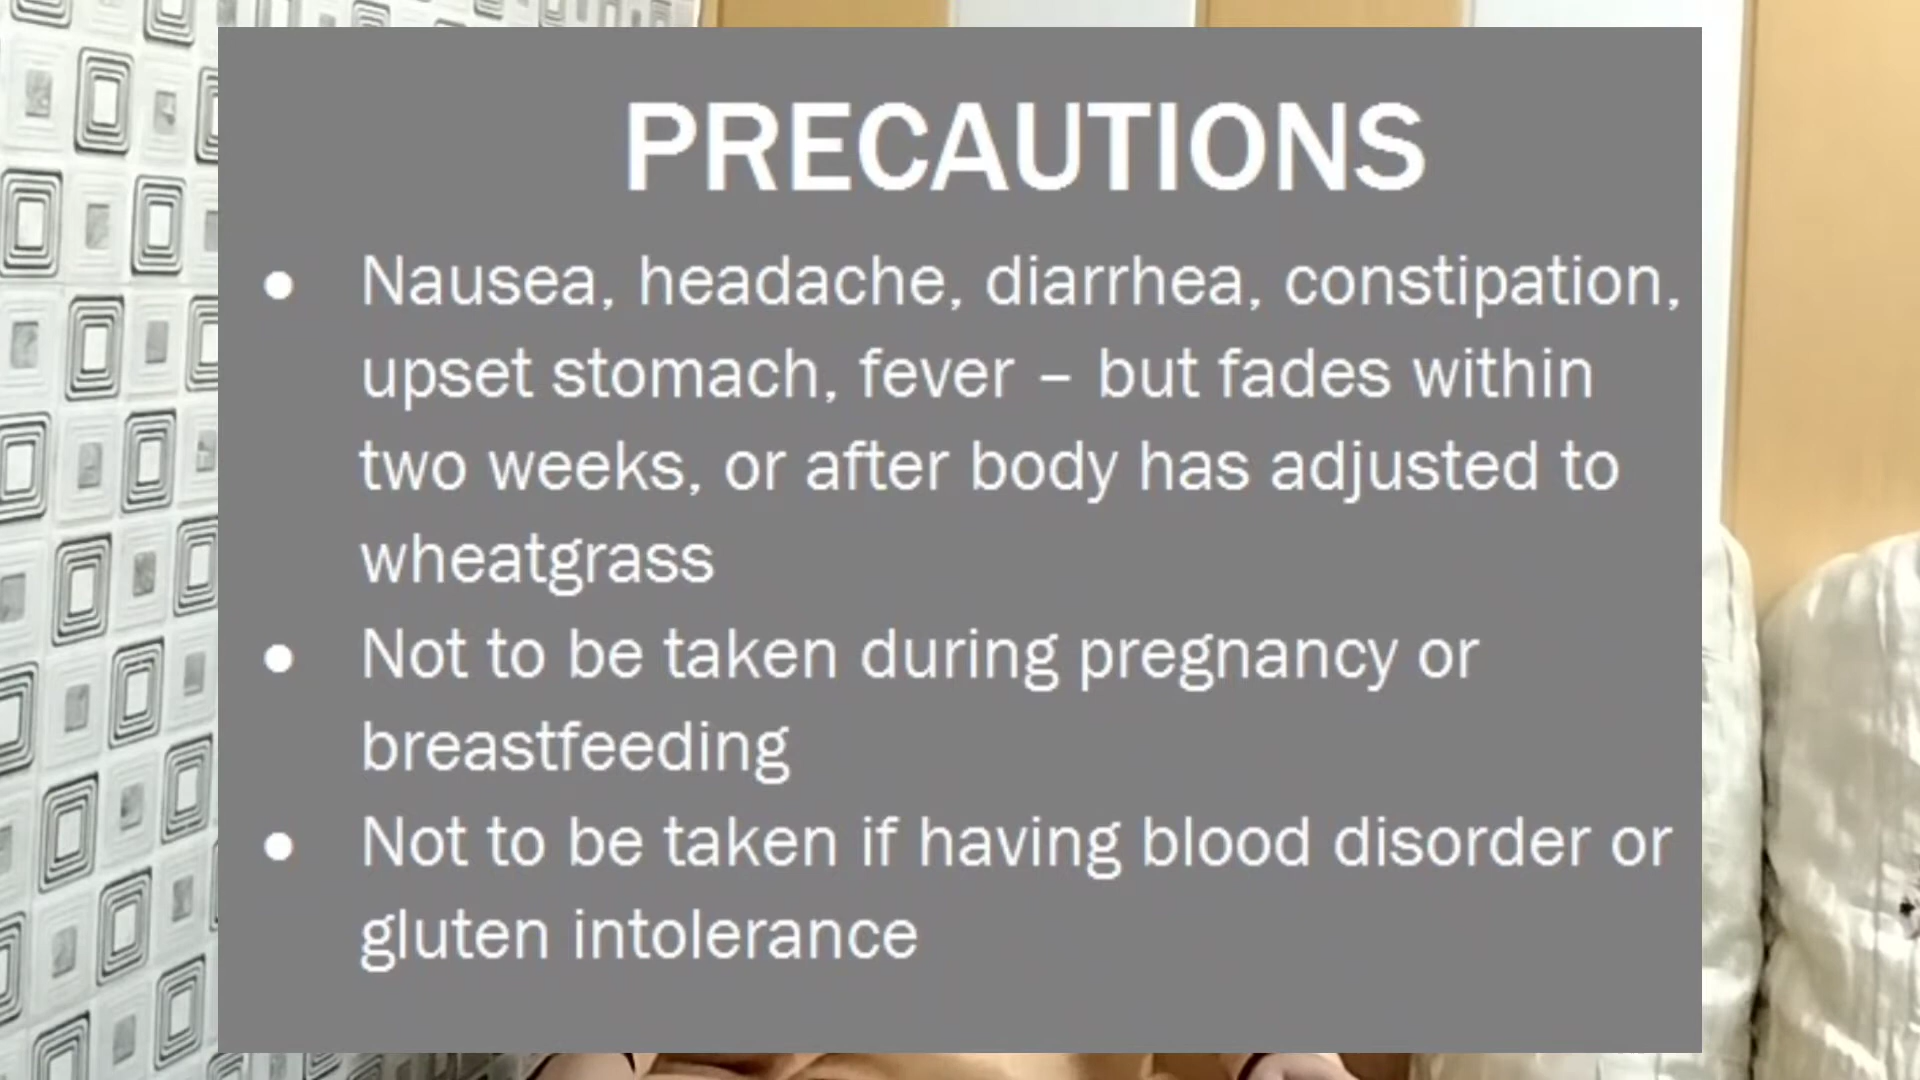 PRECAUTIONS
● Nausea, headache, diarrhea, constipation,
upset stomach, fever – but fades within
two weeks, or after body has adjusted to
wheatgrass
● Not to be taken during pregnancy or
breastfeeding
● Not to be taken if having blood disorder or
gluten intolerance